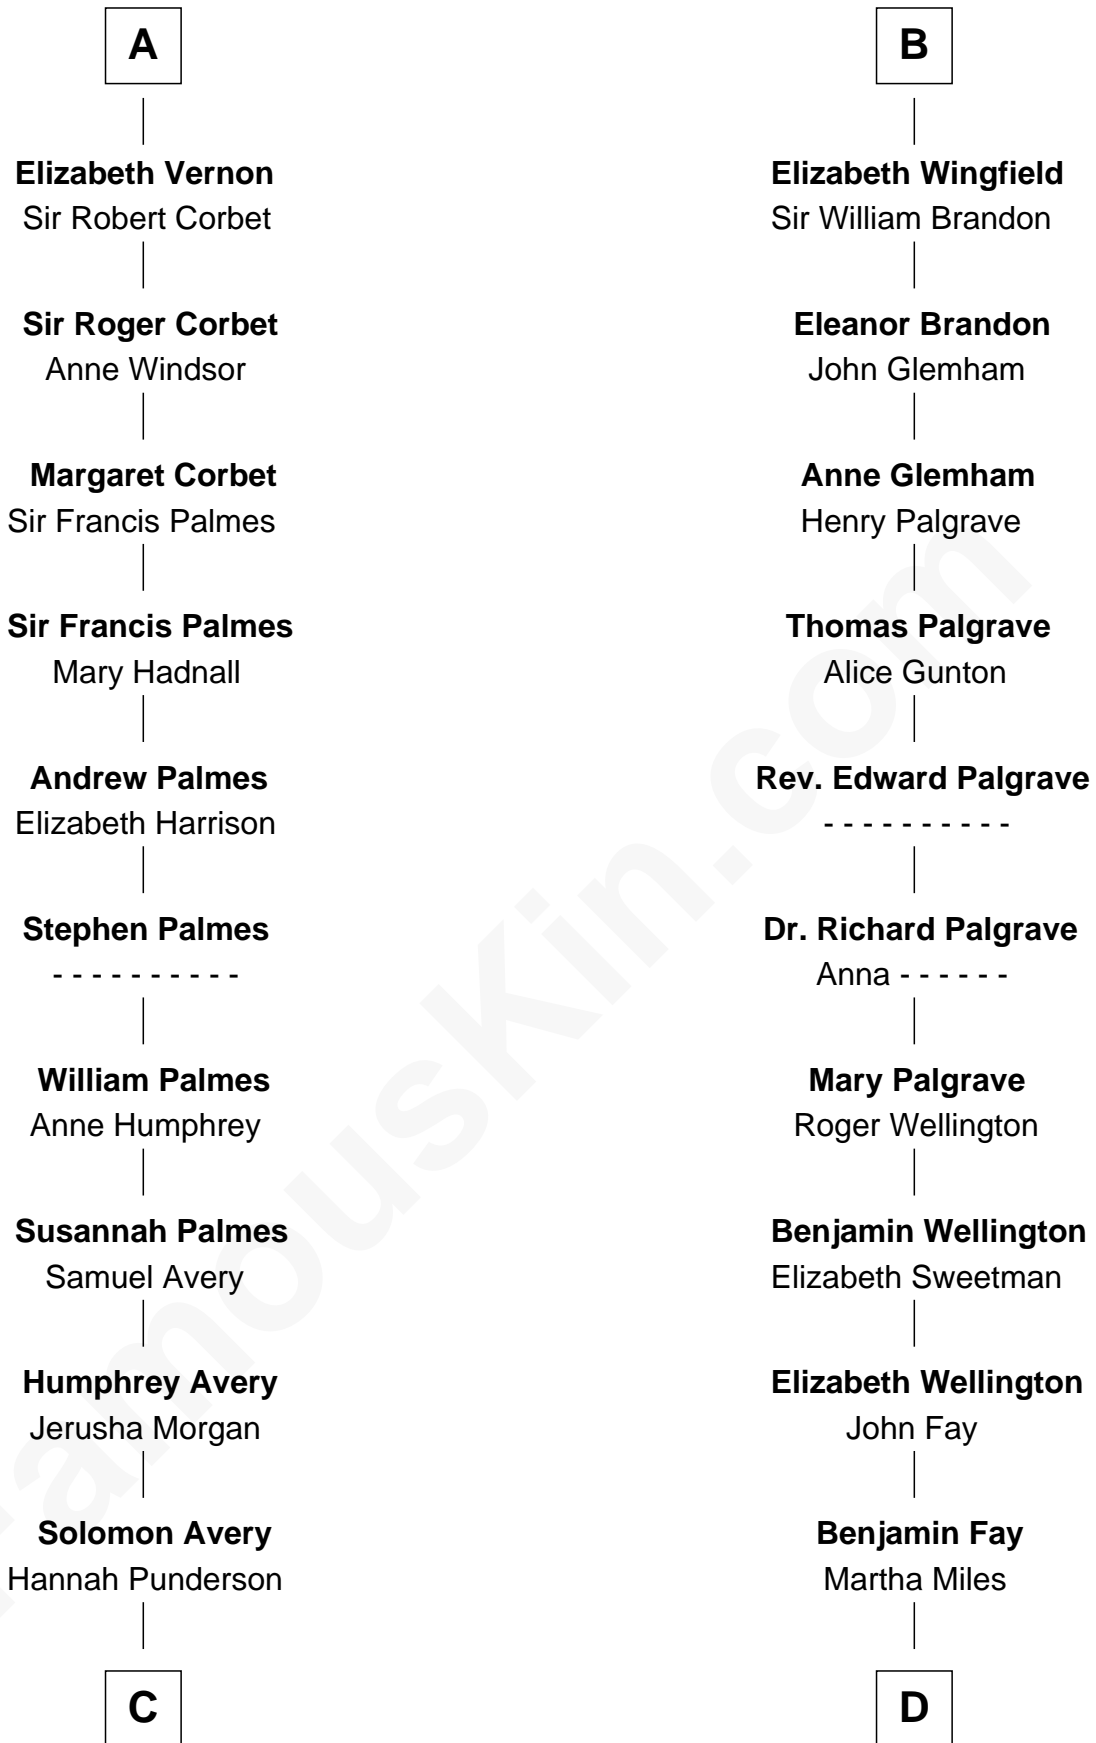 A
Elizabeth Vernon
Sir Robert Corbet
Sir Roger Corbet
Anne Windsor
Margaret Corbet
Sir Francis Palmes
Sir Francis Palmes
Mary Hadnall
Andrew Palmes
Elizabeth Harrison
Stephen Palmes
- - - - - - - - - -
William Palmes
Anne Humphrey
Susannah Palmes
Samuel Avery
Humphrey Avery
Jerusha Morgan
Solomon Avery
Hannah Punderson
C
B
Elizabeth Wingfield
Sir William Brandon
Eleanor Brandon
John Glemham
Anne Glemham
Henry Palgrave
Thomas Palgrave
Alice Gunton
Rev. Edward Palgrave
- - - - - - - - - -
Dr. Richard Palgrave
Anna - - - - - -
Mary Palgrave
Roger Wellington
Benjamin Wellington
Elizabeth Sweetman
Elizabeth Wellington
John Fay
Benjamin Fay
Martha Miles
D
FamousKin.com